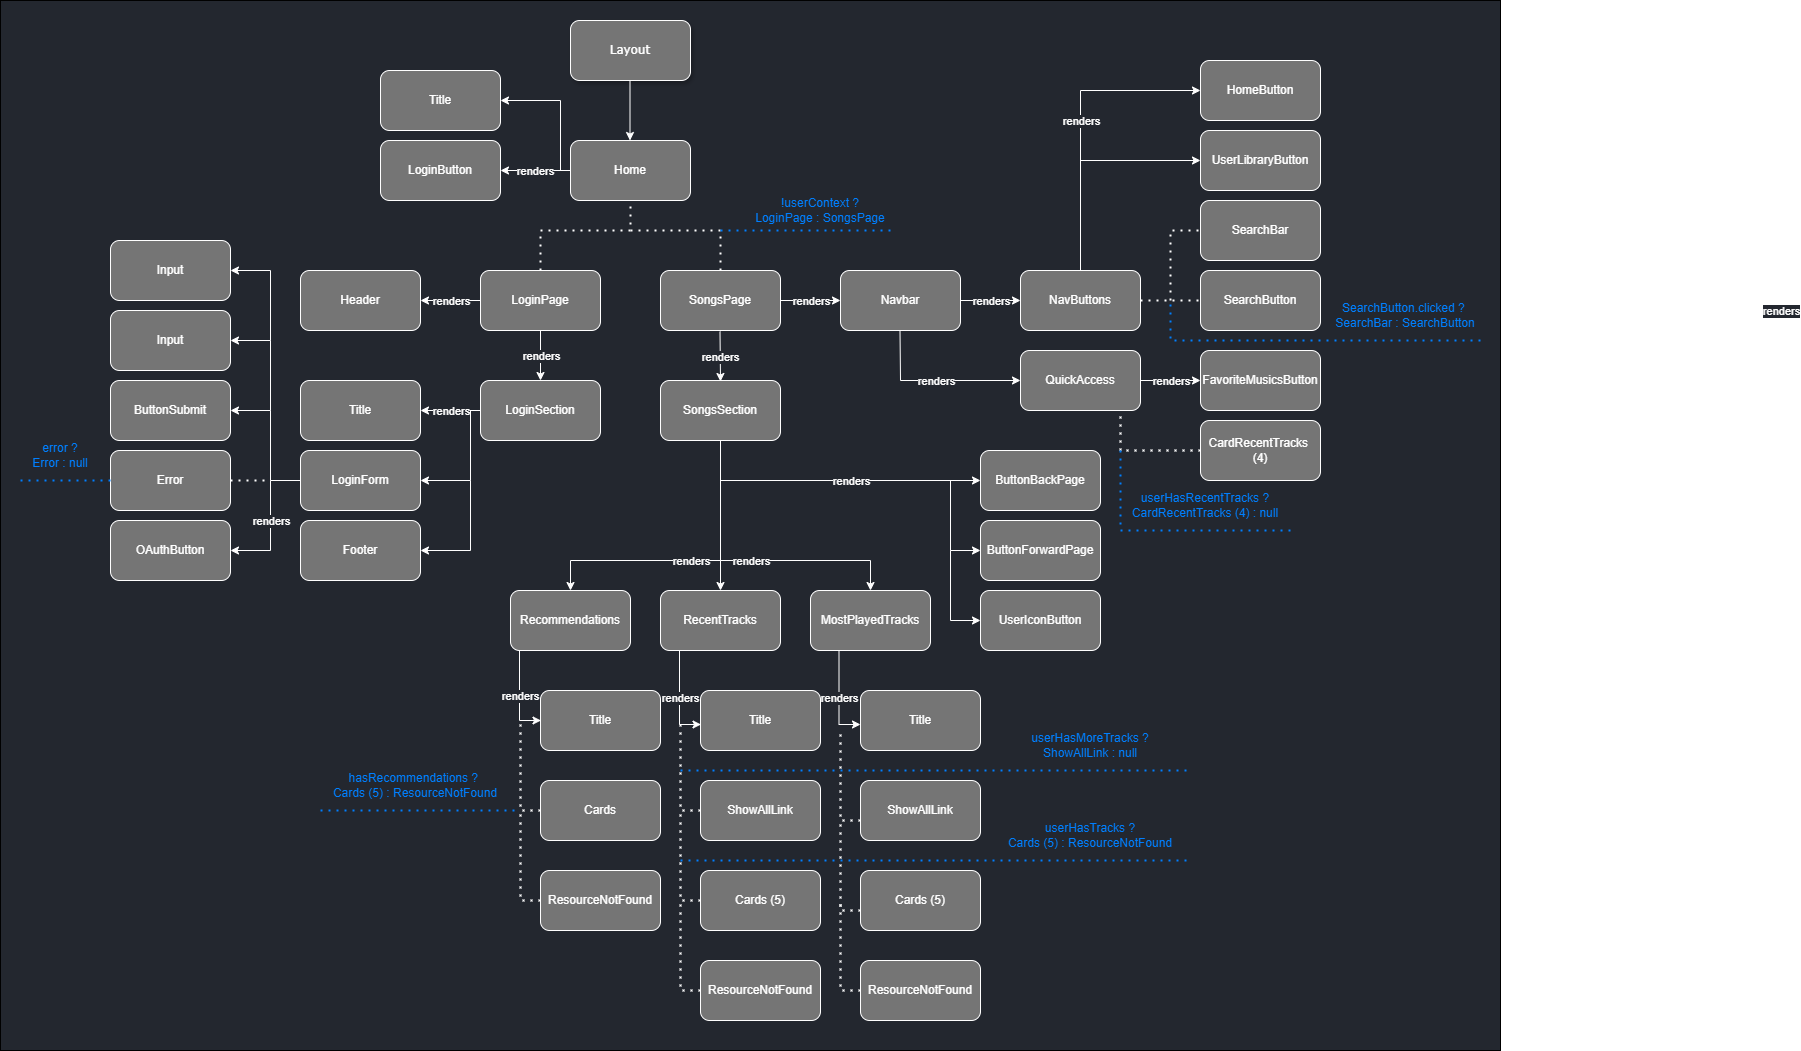 Layout
Title
HomeButton
renders
LoginButton
renders
Home
UserLibraryButton
!userContext ?
LoginPage : SongsPage
SearchBar
Input
Header
renders
LoginPage
SongsPage
renders
Navbar
renders
NavButtons
SearchButton
SearchButton.clicked ?
SearchBar : SearchButton
renders
Input
renders
renders
QuickAccess
renders
FavoriteMusicsButton
renders
ButtonSubmit
Title
renders
LoginSection
SongsSection
CardRecentTracks
(4)
error ?
Error : null
Error
LoginForm
renders
ButtonBackPage
userHasRecentTracks ?
CardRecentTracks (4) : null
renders
OAuthButton
Footer
ButtonForwardPage
renders
renders
Recommendations
RecentTracks
MostPlayedTracks
UserIconButton
renders
renders
renders
Title
Title
Title
userHasMoreTracks ?
ShowAllLink : null
hasRecommendations ?
Cards (5) : ResourceNotFound
Cards
ShowAllLink
ShowAllLink
userHasTracks ?
Cards (5) : ResourceNotFound
ResourceNotFound
Cards (5)
Cards (5)
ResourceNotFound
ResourceNotFound